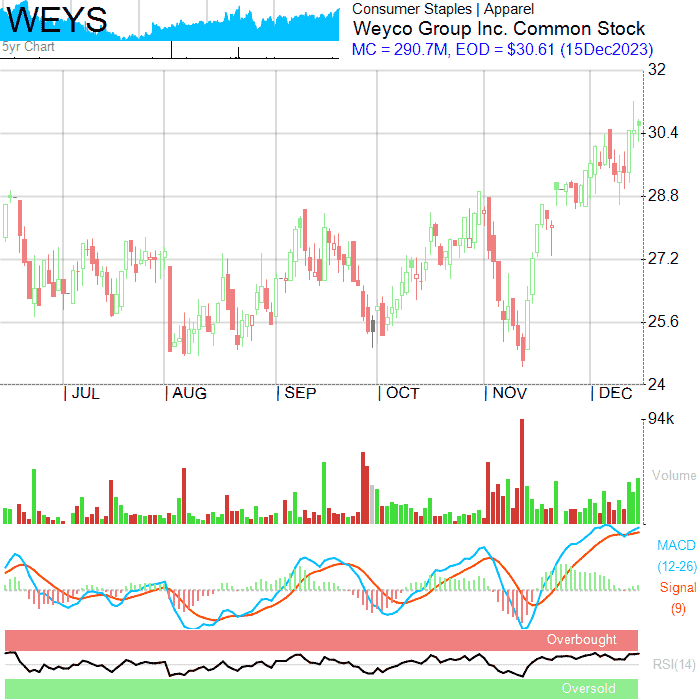 WEYS
5yr Chart
Consumer Staples | Apparel
Weyco Group Inc. Common Stock
MC = 290.7M, EOD = $30.61 (15Dec2023)
32
30.4
28.8
27.2
25.6
24
| JUL | AUG | SEP | OCT | NOV | DEC
94k
Volume
MACD
(12-26)
Signal
(9)
Overbought
RSI(14)
Oversold